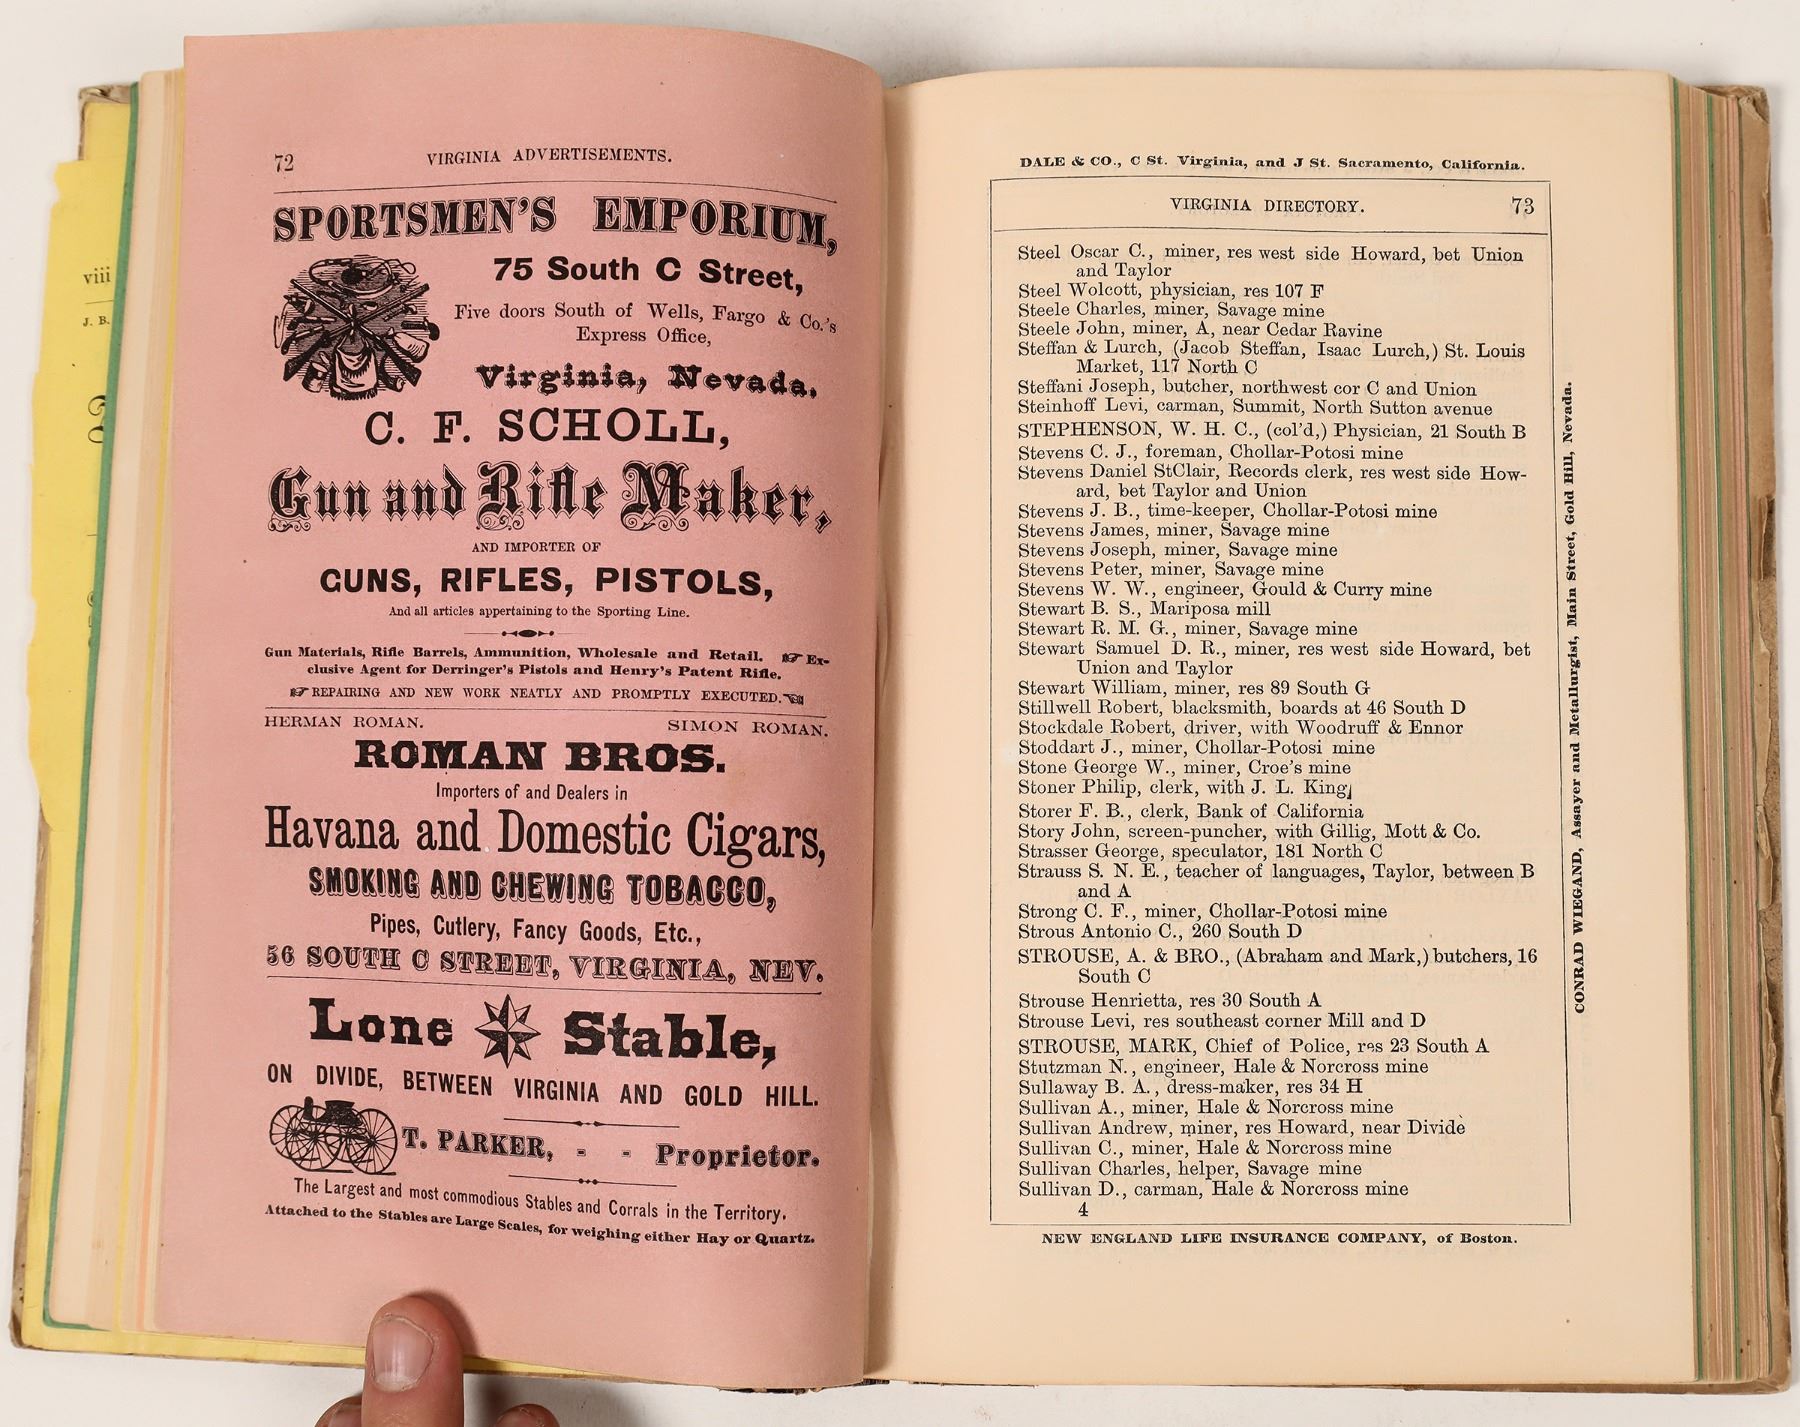 viii
J. B.
72
VIRGINIA ADVERTISEMENTS.
SPORTSMEN'S EMPORIUM,
75 South C Street,
Five doors South of Wells, Fargo & Co.'s
Express Office,
Virginia, Nevada.
C. F. SCHOLL,
Gun and Rifle Maker,
AND IMPORTER OF
GUNS, RIFLES, PISTOLS,
And all articles appertaining to the Sporting Line.
Gun Materials, Rifle Barrels, Ammunition, Wholesale and Retail. ☞ Ex-
clusive Agent for Derringer's Pistols and Henry's Patent Rifle.
☞ REPAIRING AND NEW WORK NEATLY AND PROMPTLY EXECUTED. ☜
HERMAN ROMAN. SIMON ROMAN.
ROMAN BROS.
Importers of and Dealers in
Havana and Domestic Cigars,
SMOKING AND CHEWING TOBACCO,
Pipes, Cutlery, Fancy Goods, Etc.,
56 SOUTH C STREET, VIRGINIA, NEV.
Lone Stable,
ON DIVIDE, BETWEEN VIRGINIA AND GOLD HILL.
T. PARKER, - - Proprietor.
The Largest and most commodious Stables and Corrals in the Territory.
Attached to the Stables are Large Scales, for weighing either Hay or Quartz.
DALE & CO., C St. Virginia, and J St. Sacramento, California.
VIRGINIA DIRECTORY. 73
Steel Oscar C., miner, res west side Howard, bet Union
and Taylor
Steel Wolcott, physician, res 107 F
Steele Charles, miner, Savage mine
Steele John, miner, A, near Cedar Ravine
Steffan & Lurch, (Jacob Steffan, Isaac Lurch,) St. Louis
Market, 117 North C
Steffani Joseph, butcher, northwest cor C and Union
Steinhoff Levi, carman, Summit, North Sutton avenue
STEPHENSON, W. H. C., (col'd,) Physician, 21 South B
Stevens C. J., foreman, Chollar-Potosi mine
Stevens Daniel StClair, Records clerk, res west side How-
ard, bet Taylor and Union
Stevens J. B., time-keeper, Chollar-Potosi mine
Stevens James, miner, Savage mine
Stevens Joseph, miner, Savage mine
Stevens Peter, miner, Savage mine
Stevens W. W., engineer, Gould & Curry mine
Stewart B. S., Mariposa mill
Stewart R. M. G., miner, Savage mine
Stewart Samuel D. R., miner, res west side Howard, bet
Union and Taylor
Stewart William, miner, res 89 South G
Stillwell Robert, blacksmith, boards at 46 South D
Stockdale Robert, driver, with Woodruff & Ennor
Stoddart J., miner, Chollar-Potosi mine
Stone George W., miner, Croe's mine
Stoner Philip, clerk, with J. L. King
Storer F. B., clerk, Bank of California
Story John, screen-puncher, with Gillig, Mott & Co.
Strasser George, speculator, 181 North C
Strauss S. N. E., teacher of languages, Taylor, between B
and A
Strong C. F., miner, Chollar-Potosi mine
Strous Antonio C., 260 South D
STROUSE, A. & BRO., (Abraham and Mark,) butchers, 16
South C
Strouse Henrietta, res 30 South A
Strouse Levi, res southeast corner Mill and D
STROUSE, MARK, Chief of Police, res 23 South A
Stutzman N., engineer, Hale & Norcross mine
Sullaway B. A., dress-maker, res 34 H
Sullivan A., miner, Hale & Norcross mine
Sullivan Andrew, miner, res Howard, near Divide
Sullivan C., miner, Hale & Norcross mine
Sullivan Charles, helper, Savage mine
Sullivan D., carman, Hale & Norcross mine
4
NEW ENGLAND LIFE INSURANCE COMPANY, of Boston.
CONRAD WIEGAND, Assayer and Metallurgist, Main Street, Gold Hill, Nevada.